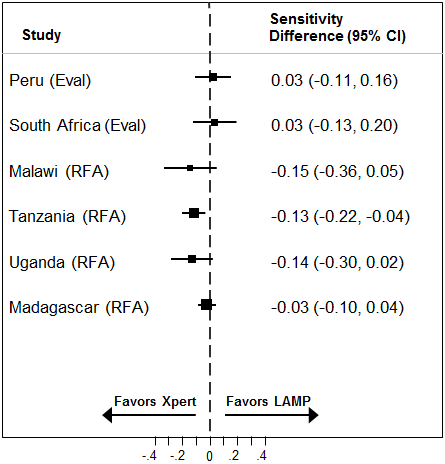 Study Sensitivity Difference (95% CI)
Peru (Eval) 0.03 (-0.11, 0.16)
South Africa (Eval) 0.03 (-0.13, 0.20)
Malawi (RFA) -0.15 (-0.36, 0.05)
Tanzania (RFA) -0.13 (-0.22, -0.04)
Uganda (RFA) -0.14 (-0.30, 0.02)
Madagascar (RFA) -0.03 (-0.10, 0.04)
Favors Xpert Favors LAMP
-.4 -.2 0 .2 .4